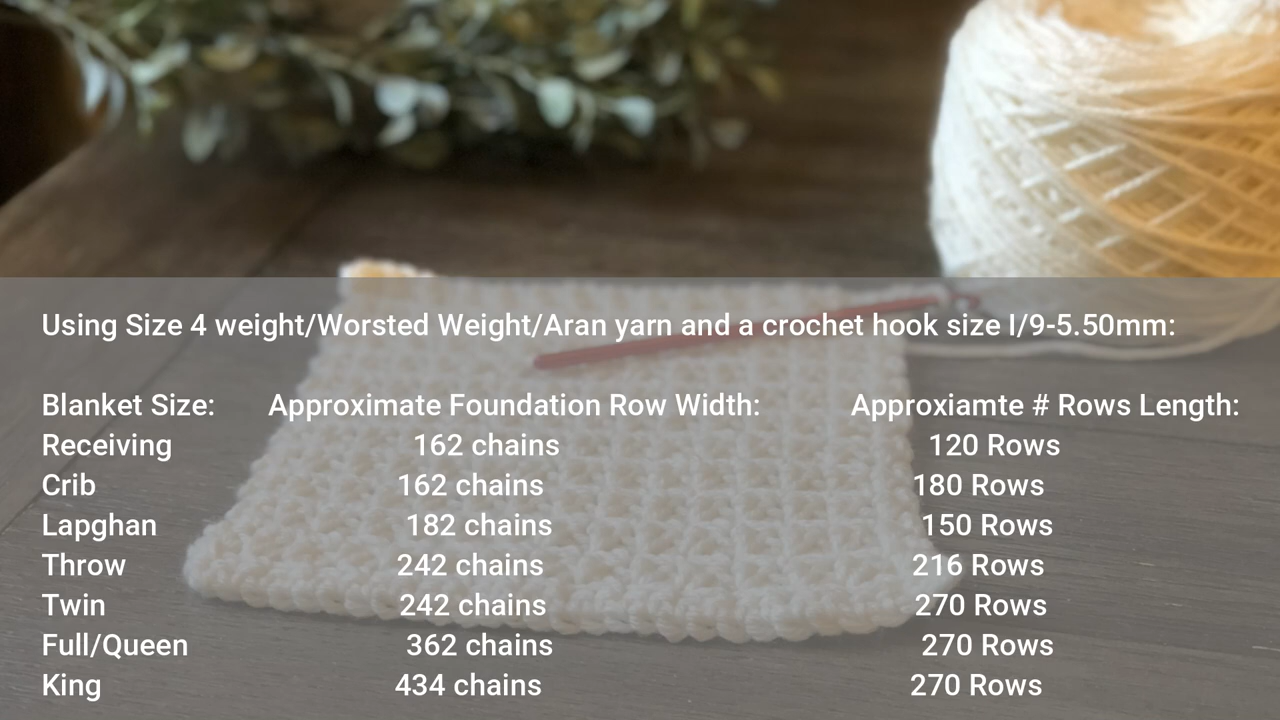 Using Size 4 weight/Worsted Weight/Aran yarn and a crochet hook size I/9-5.50mm:
Blanket Size: Approximate Foundation Row Width: Approxiamte # Rows Length:
Receiving 162 chains 120 Rows
Crib 162 chains 180 Rows
Lapghan 182 chains 150 Rows
Throw 242 chains 216 Rows
Twin 242 chains 270 Rows
Full/Queen 362 chains 270 Rows
King 434 chains 270 Rows